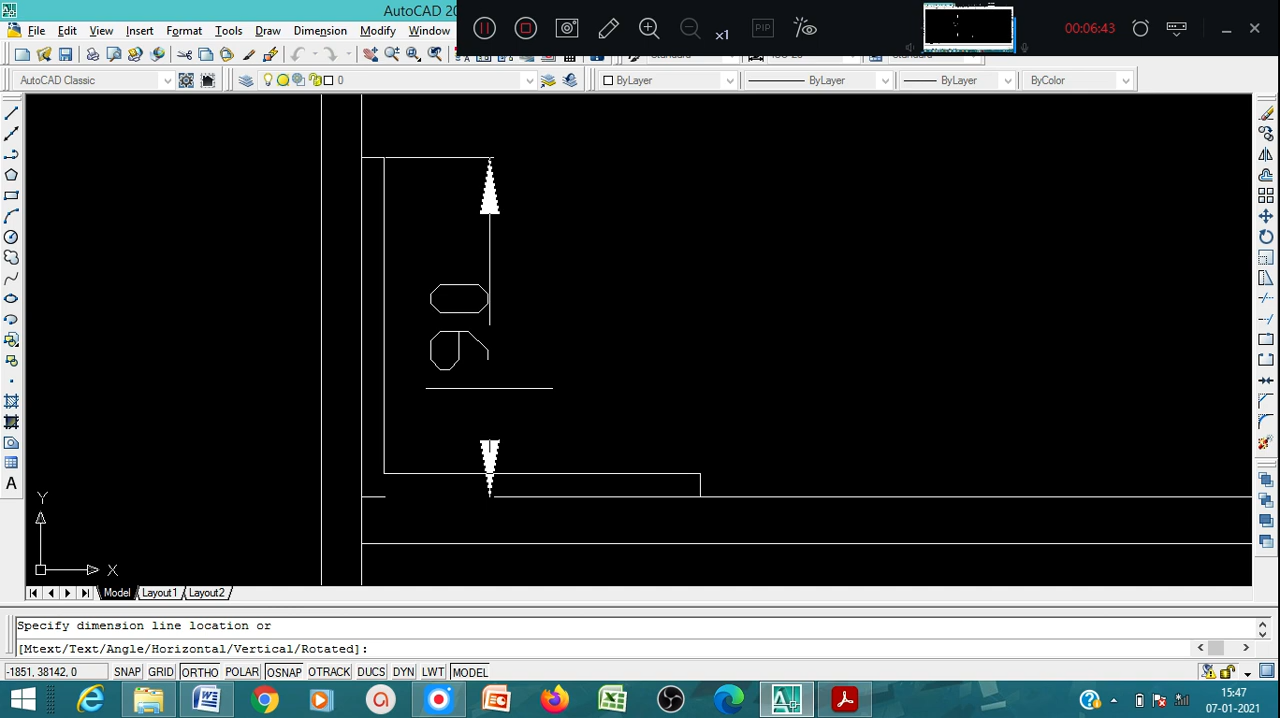 AutoCAD 20
x1
PIP
00:06:43
File Edit View Insert Format Tools Draw Dimension Modify Window
AutoCAD Classic
0
ByLayer
ByLayer
ByLayer
ByColor
90
Y
X
A
Model Layout1 Layout2
Specify dimension line location or
[Mtext/Text/Angle/Horizontal/Vertical/Rotated]:
-1851, 38142, 0
SNAP GRID ORTHO POLAR OSNAP OTRACK DUCS DYN LWT MODEL
15:47
07-01-2021